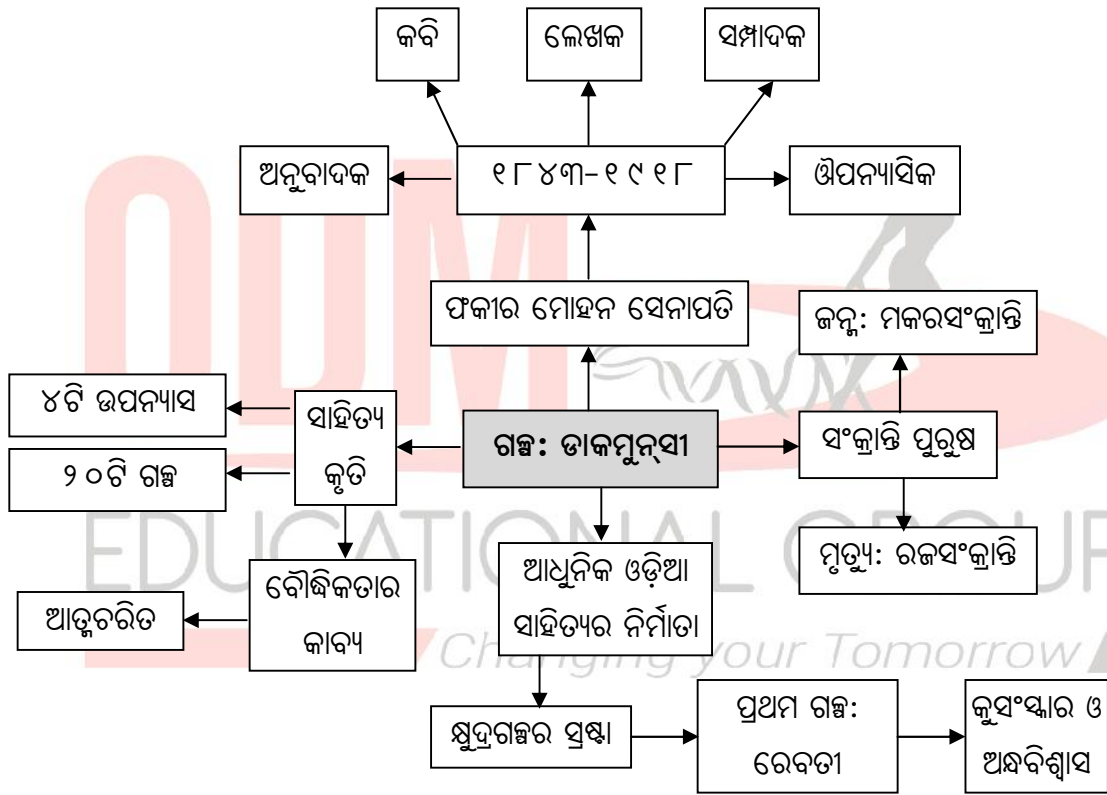 କବି
ଲେଖକ
ସମ୍ପାଦକ
ଅନୁବାଦକ
୧୮୪୩-୧୯୧୮
ଔପନ୍ୟାସିକ
ଫକୀର ମୋହନ ସେନାପତି
ଜନ୍ମ: ମକରସଂକ୍ରାନ୍ତି
୪ଟି ଉପନ୍ୟାସ
ସାହିତ୍ୟ
କୃତି
ଗଳ୍ପ: ଡାକମୁନ୍‌ସୀ
ସଂକ୍ରାନ୍ତି ପୁରୁଷ
୨୦ଟି ଗଳ୍ପ
EDUCATIONAL GROUP
ମୃତ୍ୟୁ: ରଜସଂକ୍ରାନ୍ତି
ଆଧୁନିକ ଓଡ଼ିଆ
ସାହିତ୍ୟର ନିର୍ମାତା
ବୌଦ୍ଧିକତାର
କାବ୍ୟ
ଆତ୍ମଚରିତ
Changing your Tomorrow
କ୍ଷୁଦ୍ରଗଳ୍ପର ସ୍ରଷ୍ଟା
ପ୍ରଥମ ଗଳ୍ପ:
ରେବତୀ
କୁସଂସ୍କାର ଓ
ଅନ୍ଧବିଶ୍ୱାସ